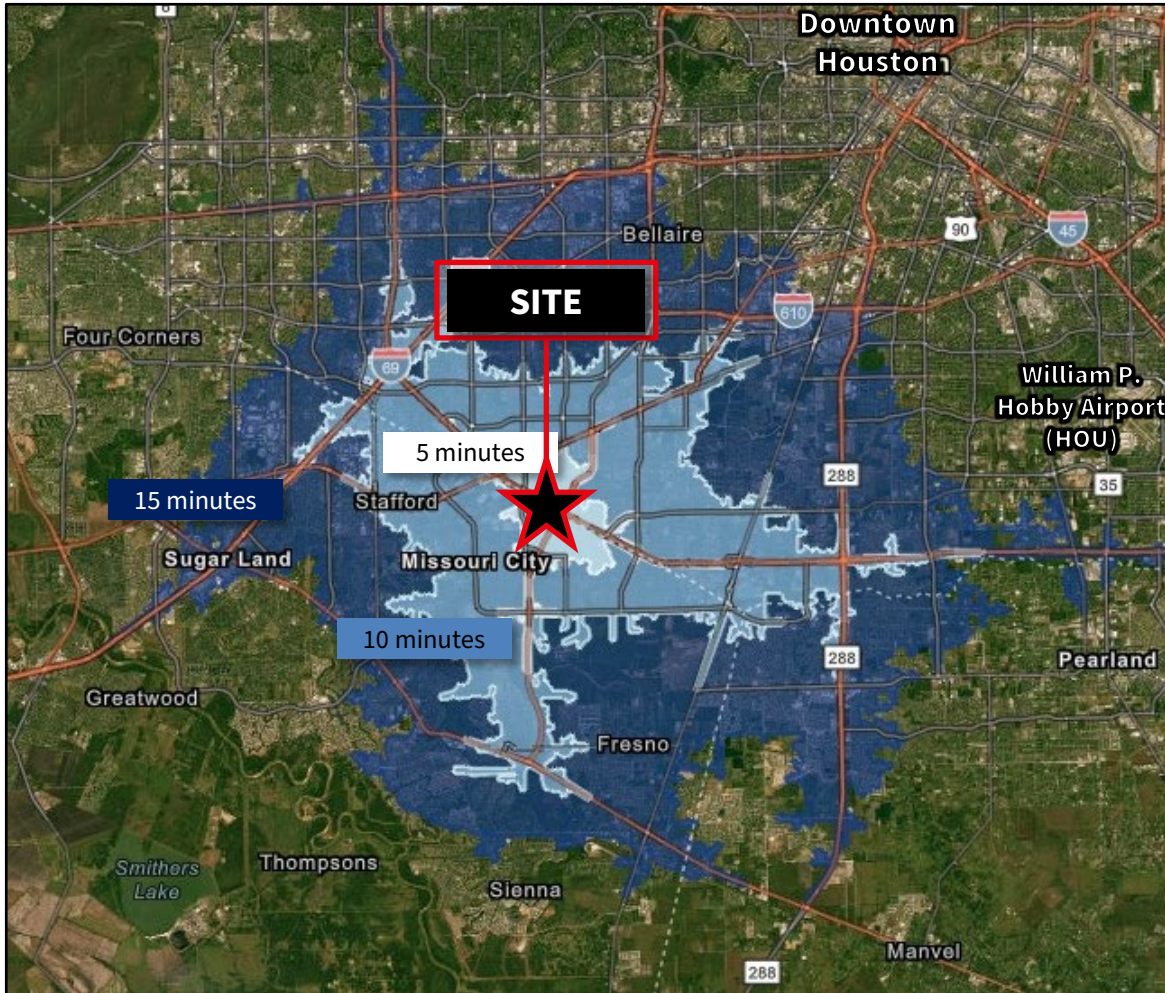 6
Downtown
Houston
Bellaire
90
45
SITE
610
Four Corners
69
William P.
Hobby Airport
(HOU)
5 minutes
288
35
15 minutes
Stafford
Sugar Land
Missouri City
10 minutes
288
Pearland
Greatwood
Fresno
Smithers
Lake
Thompsons
Sienna
Manvel
288